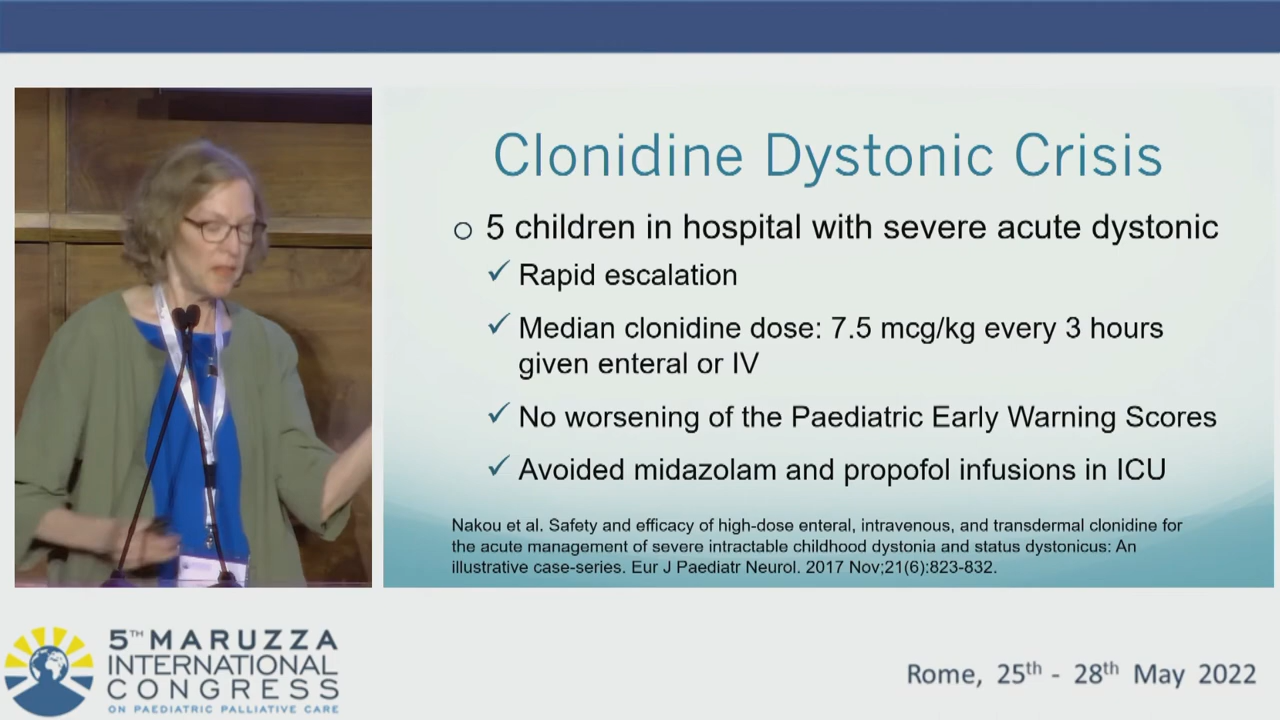 Clonidine Dystonic Crisis
5 children in hospital with severe acute dystonic
Rapid escalation
Median clonidine dose: 7.5 mcg/kg every 3 hours
given enteral or IV
No worsening of the Paediatric Early Warning Scores
Avoided midazolam and propofol infusions in ICU
Nakou et al. Safety and efficacy of high-dose enteral, intravenous, and transdermal clonidine for
the acute management of severe intractable childhood dystonia and status dystonicus: An
illustrative case-series. Eur J Paediatr Neurol. 2017 Nov;21(6):823-832.
5TH MARUZZA
INTERNATIONAL
CONGRESS
ON PAEDIATRIC PALLIATIVE CARE
Rome, 25th - 28th May 2022